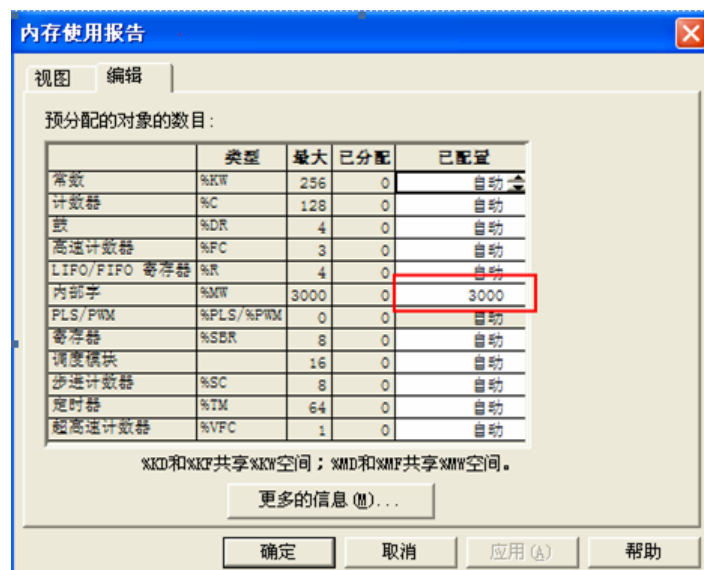 内存使用报告
视图 编辑
预分配的对象的数目:
类型 最大 已分配 已配置
常数 %KW 256 0 自动
计数器 %C 128 0 自动
鼓 %DR 4 0 自动
高速计数器 %FC 3 0 自动
LIFO/FIFO 寄存器 %R 4 0 自动
内部字 %MW 3000 0 3000
PLS/PWM %PLS/%PWM 0 0 自动
寄存器 %SBR 8 0 自动
调度模块 16 0 自动
步进计数器 %SC 8 0 自动
定时器 %TM 64 0 自动
超高速计数器 %VFC 1 0 自动
%KD和%KF共享%KW空间；%MD和%MF共享%MW空间。
更多的信息(M)...
确定 取消 应用(A) 帮助